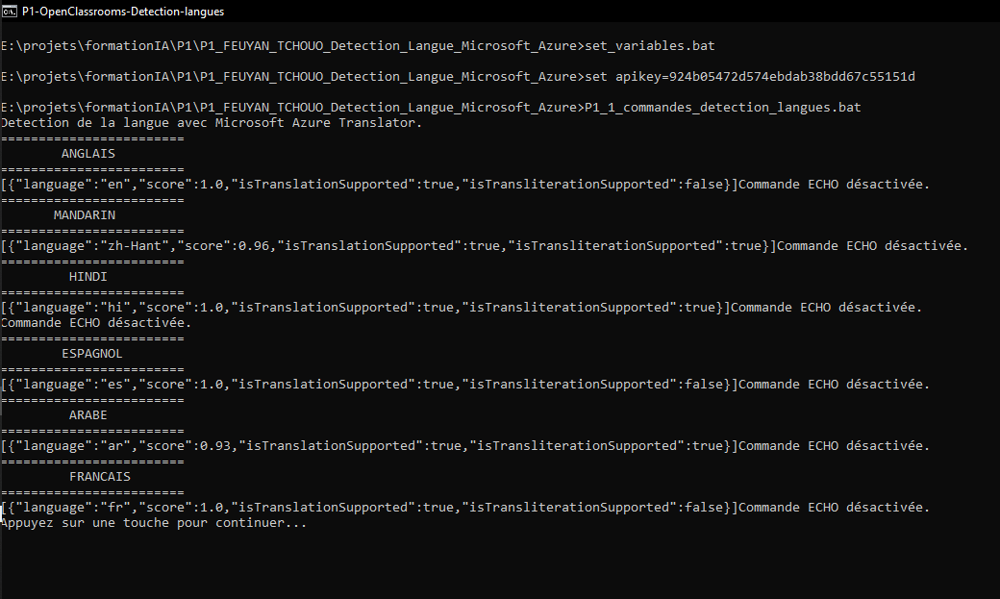 P1-OpenClassrooms-Detection-langues
E:\projets\formationIA\P1\P1_FEUYAN_TCHOUO_Detection_Langue_Microsoft_Azure>set_variables.bat
E:\projets\formationIA\P1\P1_FEUYAN_TCHOUO_Detection_Langue_Microsoft_Azure>set apikey=924b05472d574ebdab38bdd67c55151d
E:\projets\formationIA\P1\P1_FEUYAN_TCHOUO_Detection_Langue_Microsoft_Azure>P1_1_commandes_detection_langues.bat
Detection de la langue avec Microsoft Azure Translator.
========================
ANGLAIS
========================
[{"language":"en","score":1.0,"isTranslationSupported":true,"isTransliterationSupported":false}]Commande ECHO désactivée.
========================
MANDARIN
========================
[{"language":"zh-Hant","score":0.96,"isTranslationSupported":true,"isTransliterationSupported":true}]Commande ECHO désactivée.
========================
HINDI
========================
[{"language":"hi","score":1.0,"isTranslationSupported":true,"isTransliterationSupported":true}]Commande ECHO désactivée.
Commande ECHO désactivée.
========================
ESPAGNOL
========================
[{"language":"es","score":1.0,"isTranslationSupported":true,"isTransliterationSupported":false}]Commande ECHO désactivée.
========================
ARABE
========================
[{"language":"ar","score":0.93,"isTranslationSupported":true,"isTransliterationSupported":true}]Commande ECHO désactivée.
========================
FRANCAIS
========================
[{"language":"fr","score":1.0,"isTranslationSupported":true,"isTransliterationSupported":false}]Commande ECHO désactivée.
Appuyez sur une touche pour continuer...